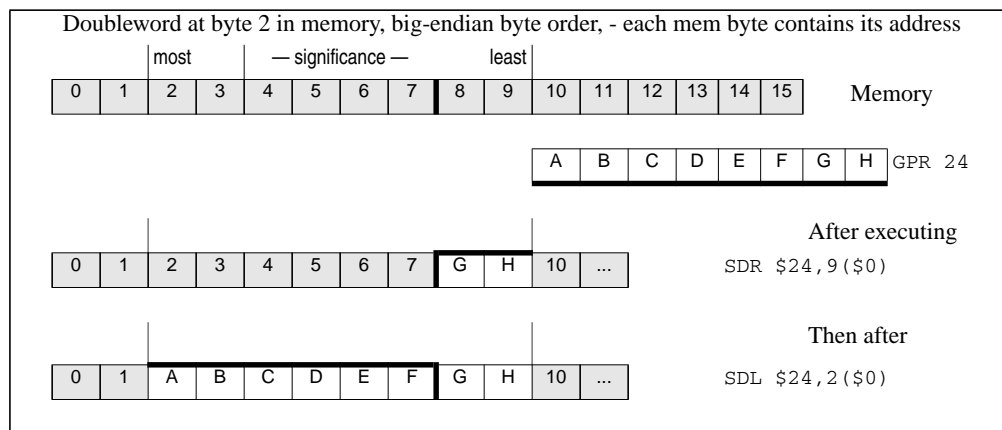 Doubleword at byte 2 in memory, big-endian byte order, - each mem byte contains its address
most — significance — least
0 1 2 3 4 5 6 7 8 9 10 11 12 13 14 15 Memory
A B C D E F G H GPR 24
After executing
0 1 2 3 4 5 6 7 G H 10 ... SDR $24,9($0)
Then after
0 1 A B C D E F G H 10 ... SDL $24,2($0)